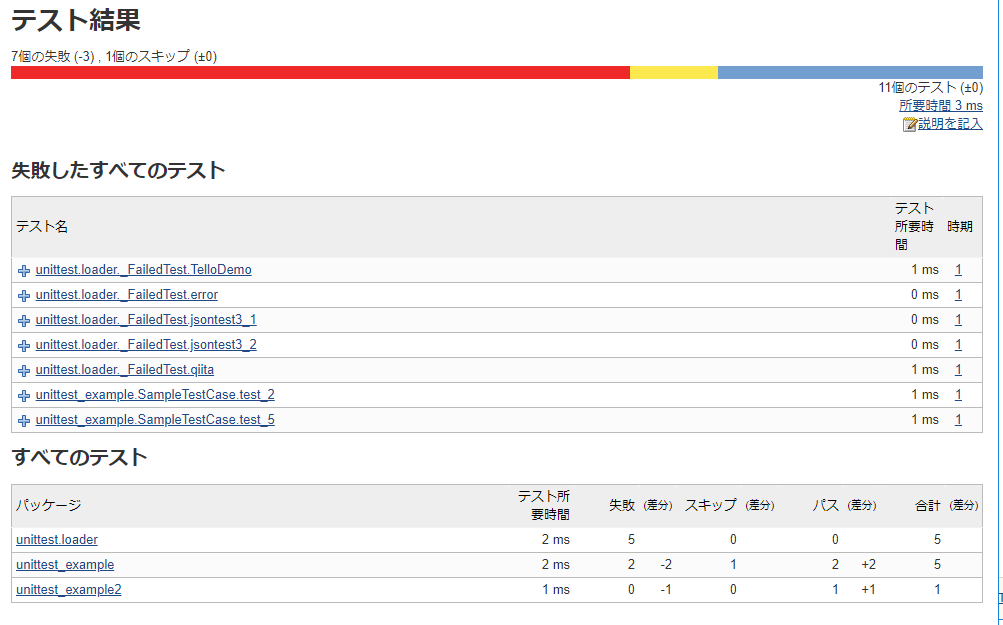 テスト結果
7個の失敗 (-3) , 1個のスキップ (±0)
11個のテスト (±0)
所要時間 3 ms
説明を記入
失敗したすべてのテスト
テスト名 テスト所要時間 時期
unittest.loader._FailedTest.TelloDemo 1 ms 1
unittest.loader._FailedTest.error 0 ms 1
unittest.loader._FailedTest.jsontest3_1 0 ms 1
unittest.loader._FailedTest.jsontest3_2 0 ms 1
unittest.loader._FailedTest.qiita 1 ms 1
unittest_example.SampleTestCase.test_2 1 ms 1
unittest_example.SampleTestCase.test_5 1 ms 1
すべてのテスト
パッケージ テスト所要時間 失敗 (差分) スキップ (差分) パス (差分) 合計 (差分)
unittest.loader 2 ms 5 0 0 5
unittest_example 2 ms 2 -2 1 2 +2 5
unittest_example2 1 ms 0 -1 0 1 +1 1